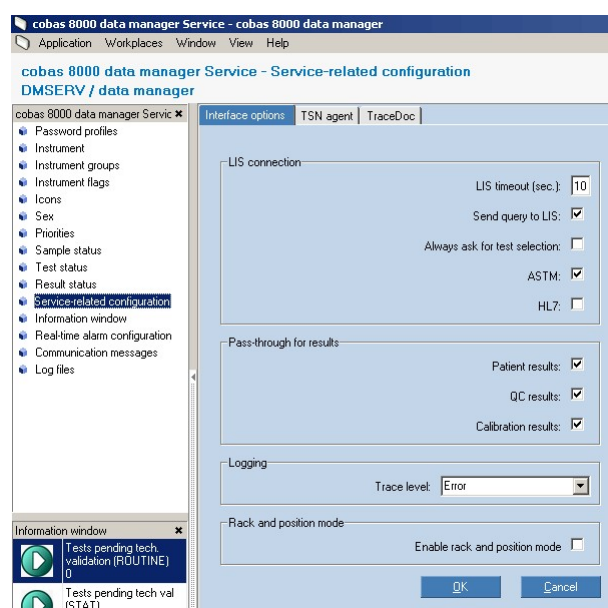 cobas 8000 data manager Service - cobas 8000 data manager
Application Workplaces Window View Help
cobas 8000 data manager Service - Service-related configuration
DMSERV / data manager
cobas 8000 data manager Servic
Password profiles
Instrument
Instrument groups
Instrument flags
Icons
Sex
Priorities
Sample status
Test status
Result status
Service-related configuration
Information window
Real-time alarm configuration
Communication messages
Log files
Interface options TSN agent TraceDoc
LIS connection
LIS timeout (sec.): 10
Send query to LIS:
Always ask for test selection:
ASTM:
HL7:
Pass-through for results
Patient results:
QC results:
Calibration results:
Logging
Trace level: Error
Rack and position mode
Enable rack and position mode
OK Cancel
Information window
Tests pending tech.
validation (ROUTINE)
0
Tests pending tech val
(STAT)